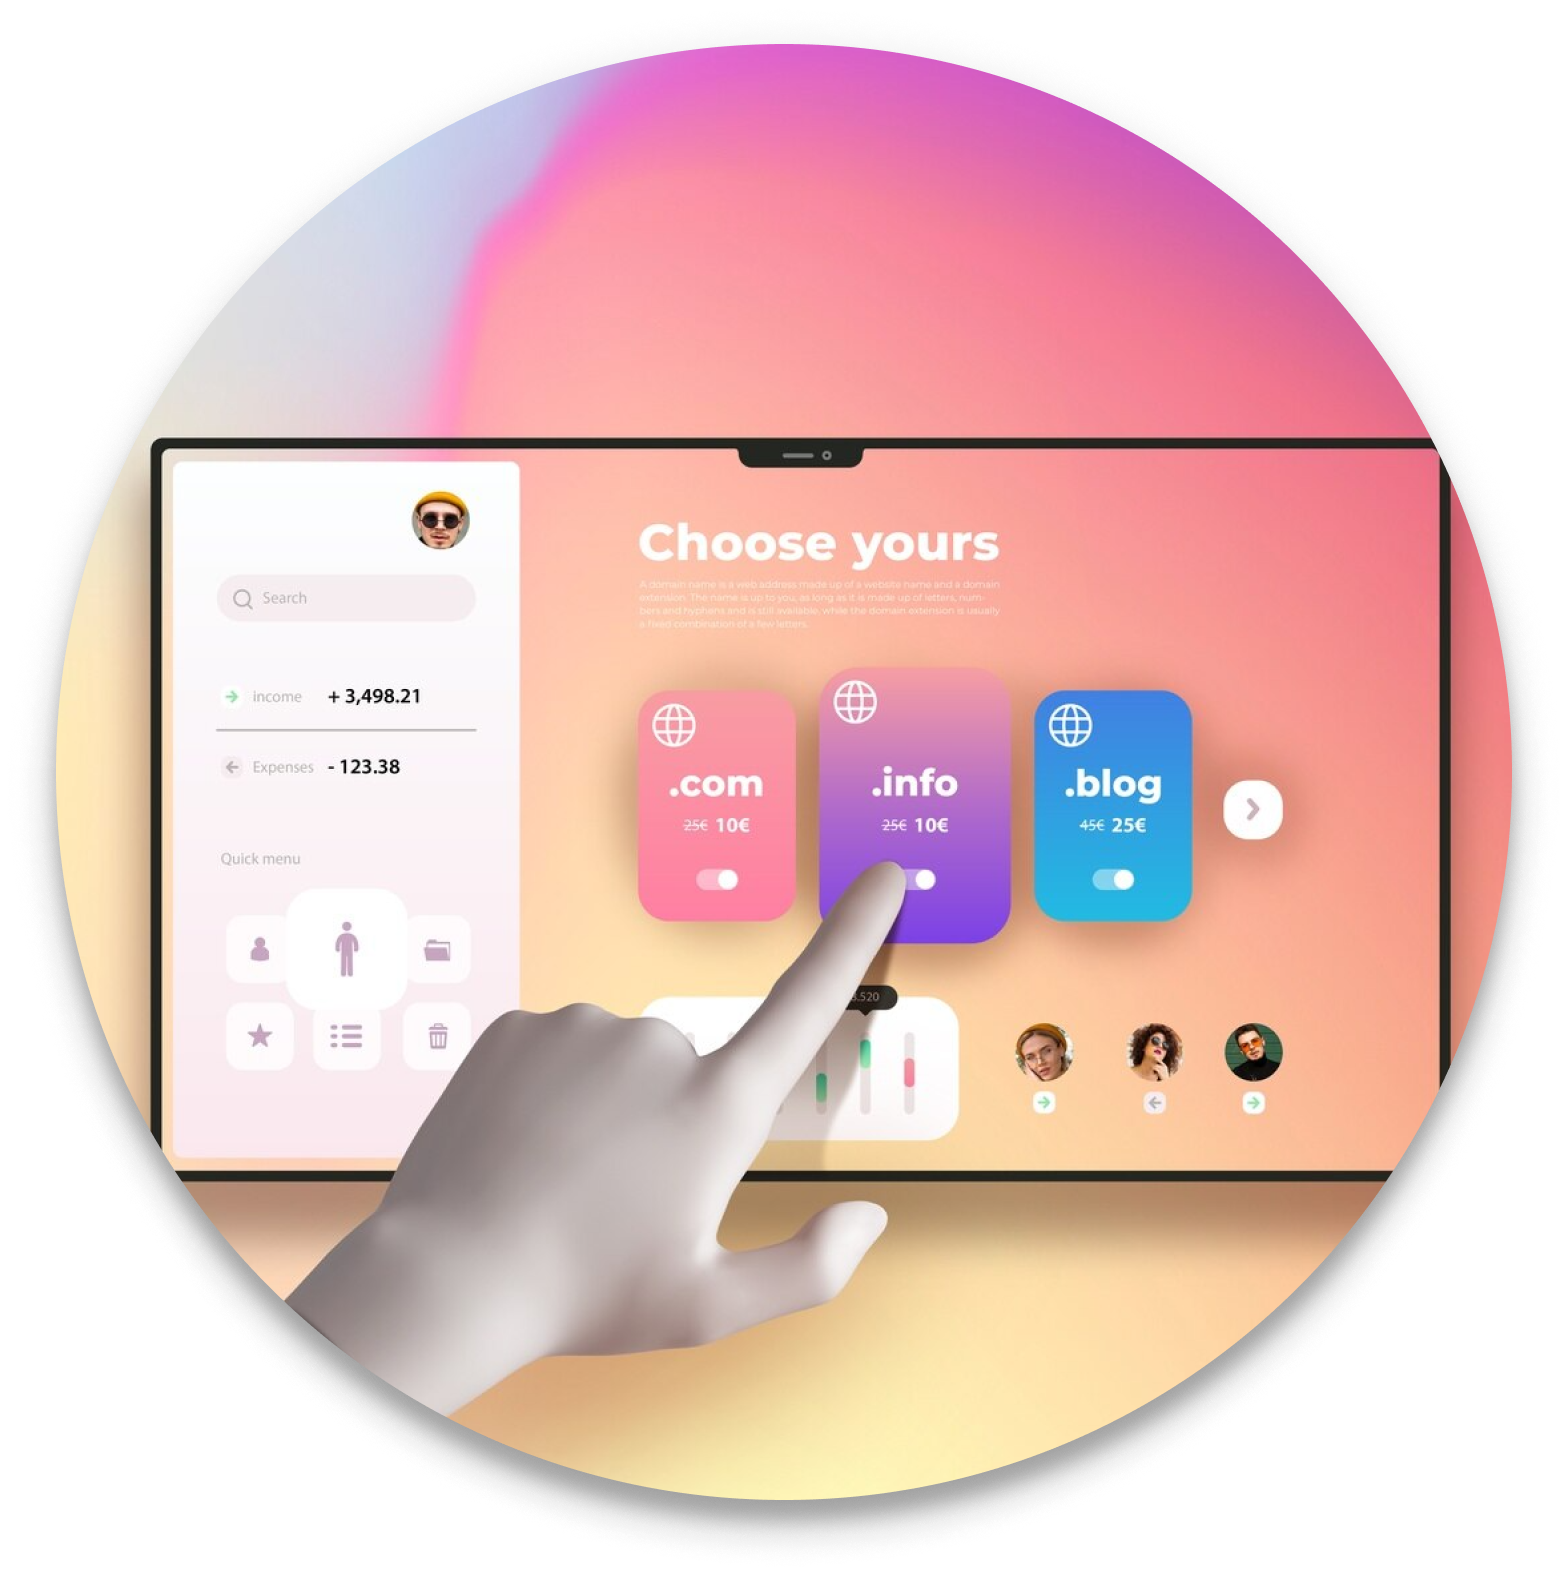 Search
income + 3,498.21
Expenses - 123.38
Quick menu
Choose yours
A domain name is a web address made up of a website name and a domain
extension. The name is up to you, as long as it is made up of letters, num-
bers and hyphens and is still available, while the domain extension is usually
a fixed combination of a few letters.
.com
25€ 10€
.info
25€ 10€
.blog
45€ 25€
.520